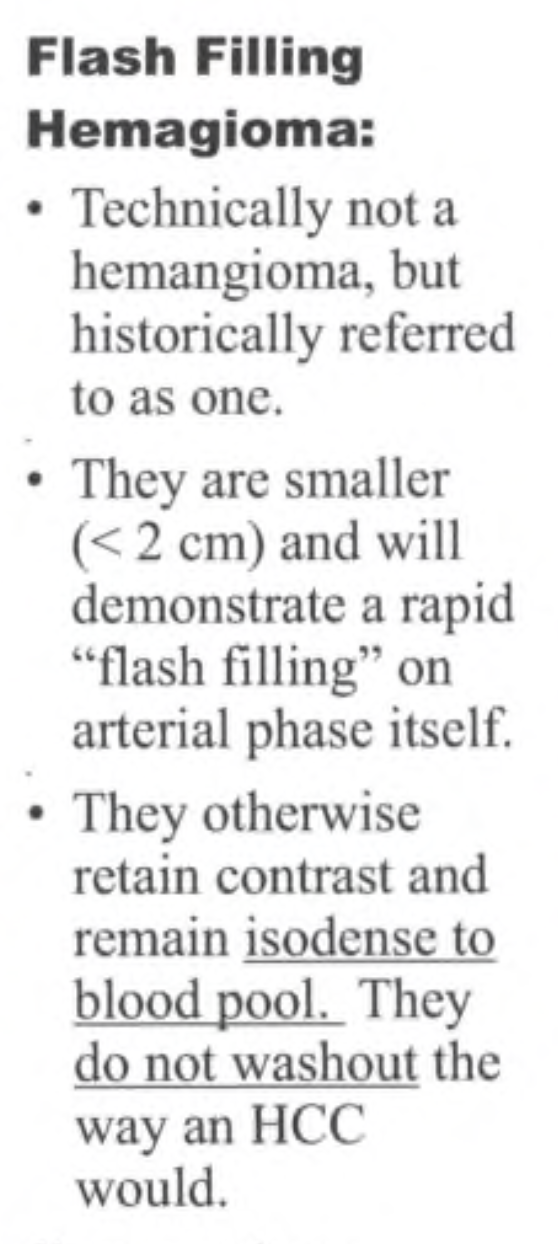 Flash Filling
Hemagioma:
• Technically not a
hemangioma, but
historically referred
to as one.
• They are smaller
(< 2 cm) and will
demonstrate a rapid
“flash filling” on
arterial phase itself.
• They otherwise
retain contrast and
remain isodense to
blood pool. They
do not washout the
way an HCC
would.